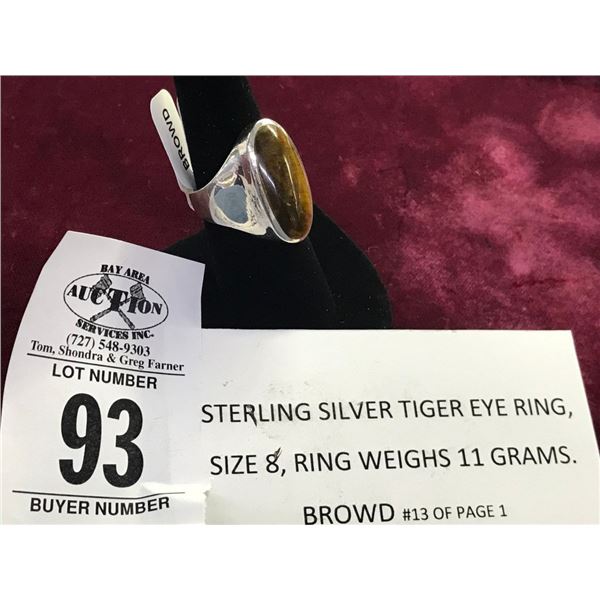 BROWD
BAY AREA
AUCTION
SERVICES INC.
(727) 548-9303
Tom, Shondra & Greg Farner
LOT NUMBER
93
BUYER NUMBER
STERLING SILVER TIGER EYE RING,
SIZE 8, RING WEIGHS 11 GRAMS.
BROWD #13 OF PAGE 1